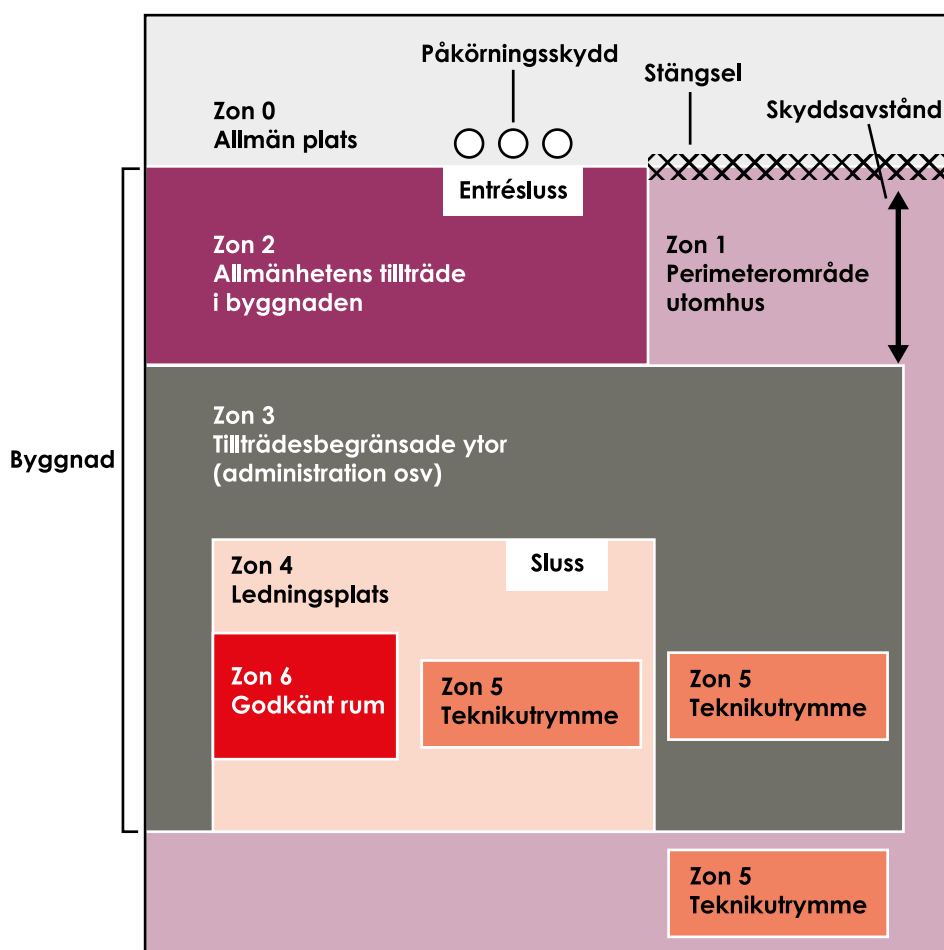 Påkörningsskydd
Stängsel
Skyddsavstånd
Zon 0
Allmän plats
Entrésluss
Zon 2
Allmänhetens tillträde
i byggnaden
Zon 1
Perimeterområde
utomhus
Zon 3
Tillträdesbegränsade ytor
(administration osv)
Byggnad
Zon 4
Ledningsplats
Sluss
Zon 6
Godkänt rum
Zon 5
Teknikutrymme
Zon 5
Teknikutrymme
Zon 5
Teknikutrymme